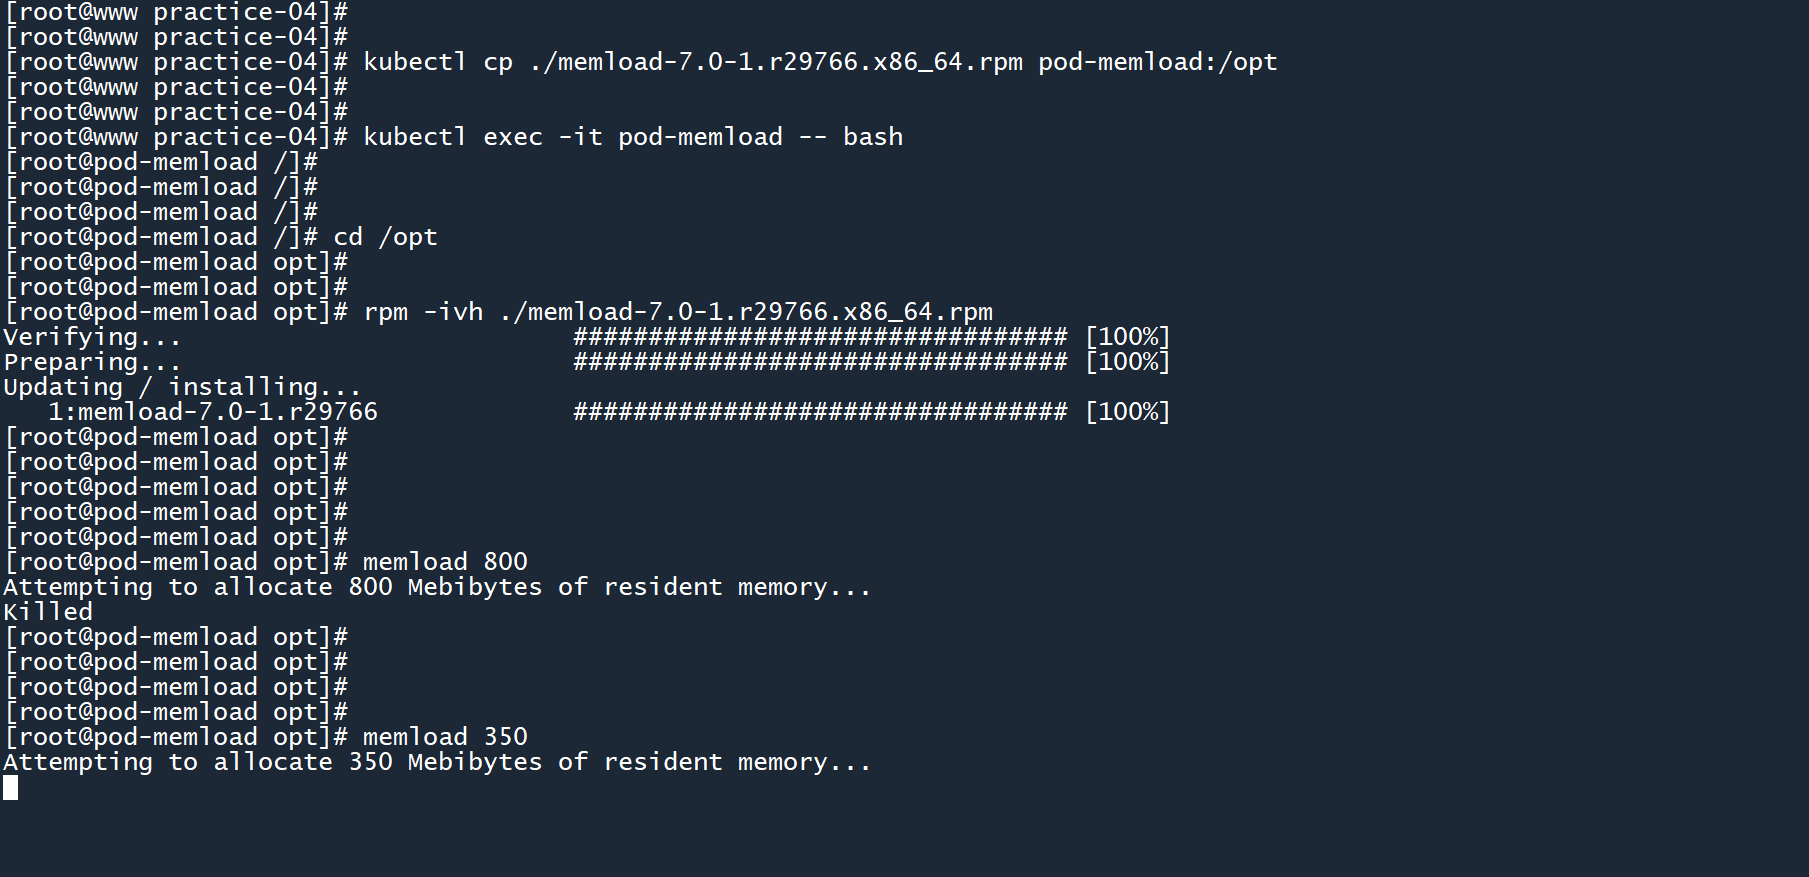 [root@www practice-04]#
[root@www practice-04]#
[root@www practice-04]# kubectl cp ./memload-7.0-1.r29766.x86_64.rpm pod-memload:/opt
[root@www practice-04]#
[root@www practice-04]#
[root@www practice-04]# kubectl exec -it pod-memload -- bash
[root@pod-memload /]#
[root@pod-memload /]#
[root@pod-memload /]#
[root@pod-memload /]# cd /opt
[root@pod-memload opt]#
[root@pod-memload opt]#
[root@pod-memload opt]# rpm -ivh ./memload-7.0-1.r29766.x86_64.rpm
Verifying...                          ################################# [100%]
Preparing...                          ################################# [100%]
Updating / installing...
   1:memload-7.0-1.r29766             ################################# [100%]
[root@pod-memload opt]#
[root@pod-memload opt]#
[root@pod-memload opt]#
[root@pod-memload opt]#
[root@pod-memload opt]#
[root@pod-memload opt]# memload 800
Attempting to allocate 800 Mebibytes of resident memory...
Killed
[root@pod-memload opt]#
[root@pod-memload opt]#
[root@pod-memload opt]#
[root@pod-memload opt]#
[root@pod-memload opt]# memload 350
Attempting to allocate 350 Mebibytes of resident memory...